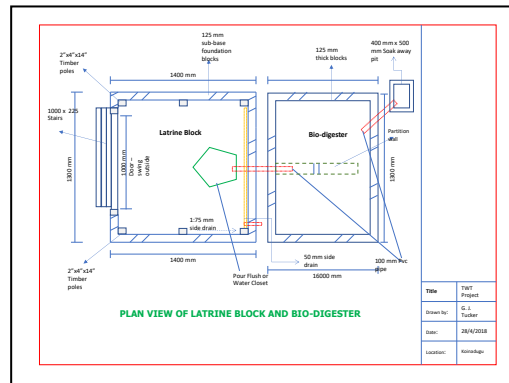 125 mm
sub-base
foundation
blocks
2"x4"x14'
Timber
poles
1400 mm
125 mm
thick blocks
400 mm x 500
mm Soak away
pit
1000 x 225
Stairs
Latrine Block
Bio-digester
Partition
wall
1300 mm
1000 mm
Door –
swing
outside
1300 mm
1:75 mm
side drain
2"x4"x14'
Timber
poles
1400 mm
Pour Flush or
Water Closet
50 mm side
drain
16000 mm
100 mm Pvc
pipe
PLAN VIEW OF LATRINE BLOCK AND BIO-DIGESTER
Title
TWT
Project
Drawn by:
G. J.
Tucker
Date:
28/4/2018
Location:
Koinadugu